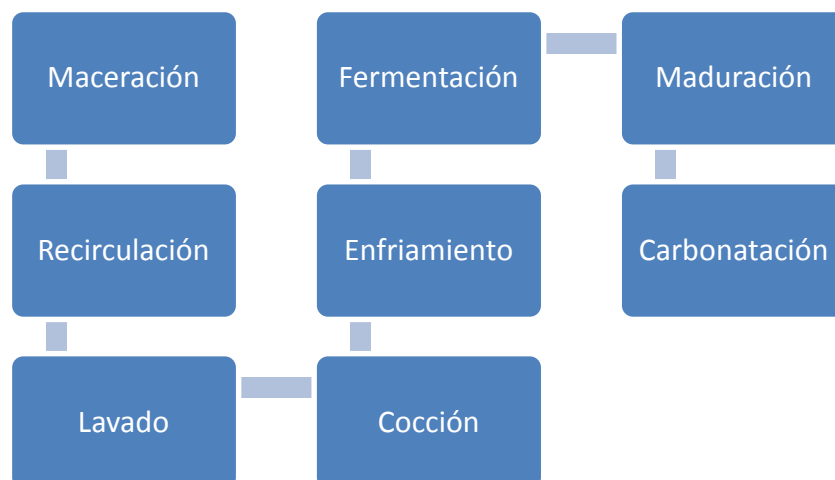 Maceración
Recirculación
Lavado
Cocción
Enfriamiento
Fermentación
Maduración
Carbonatación